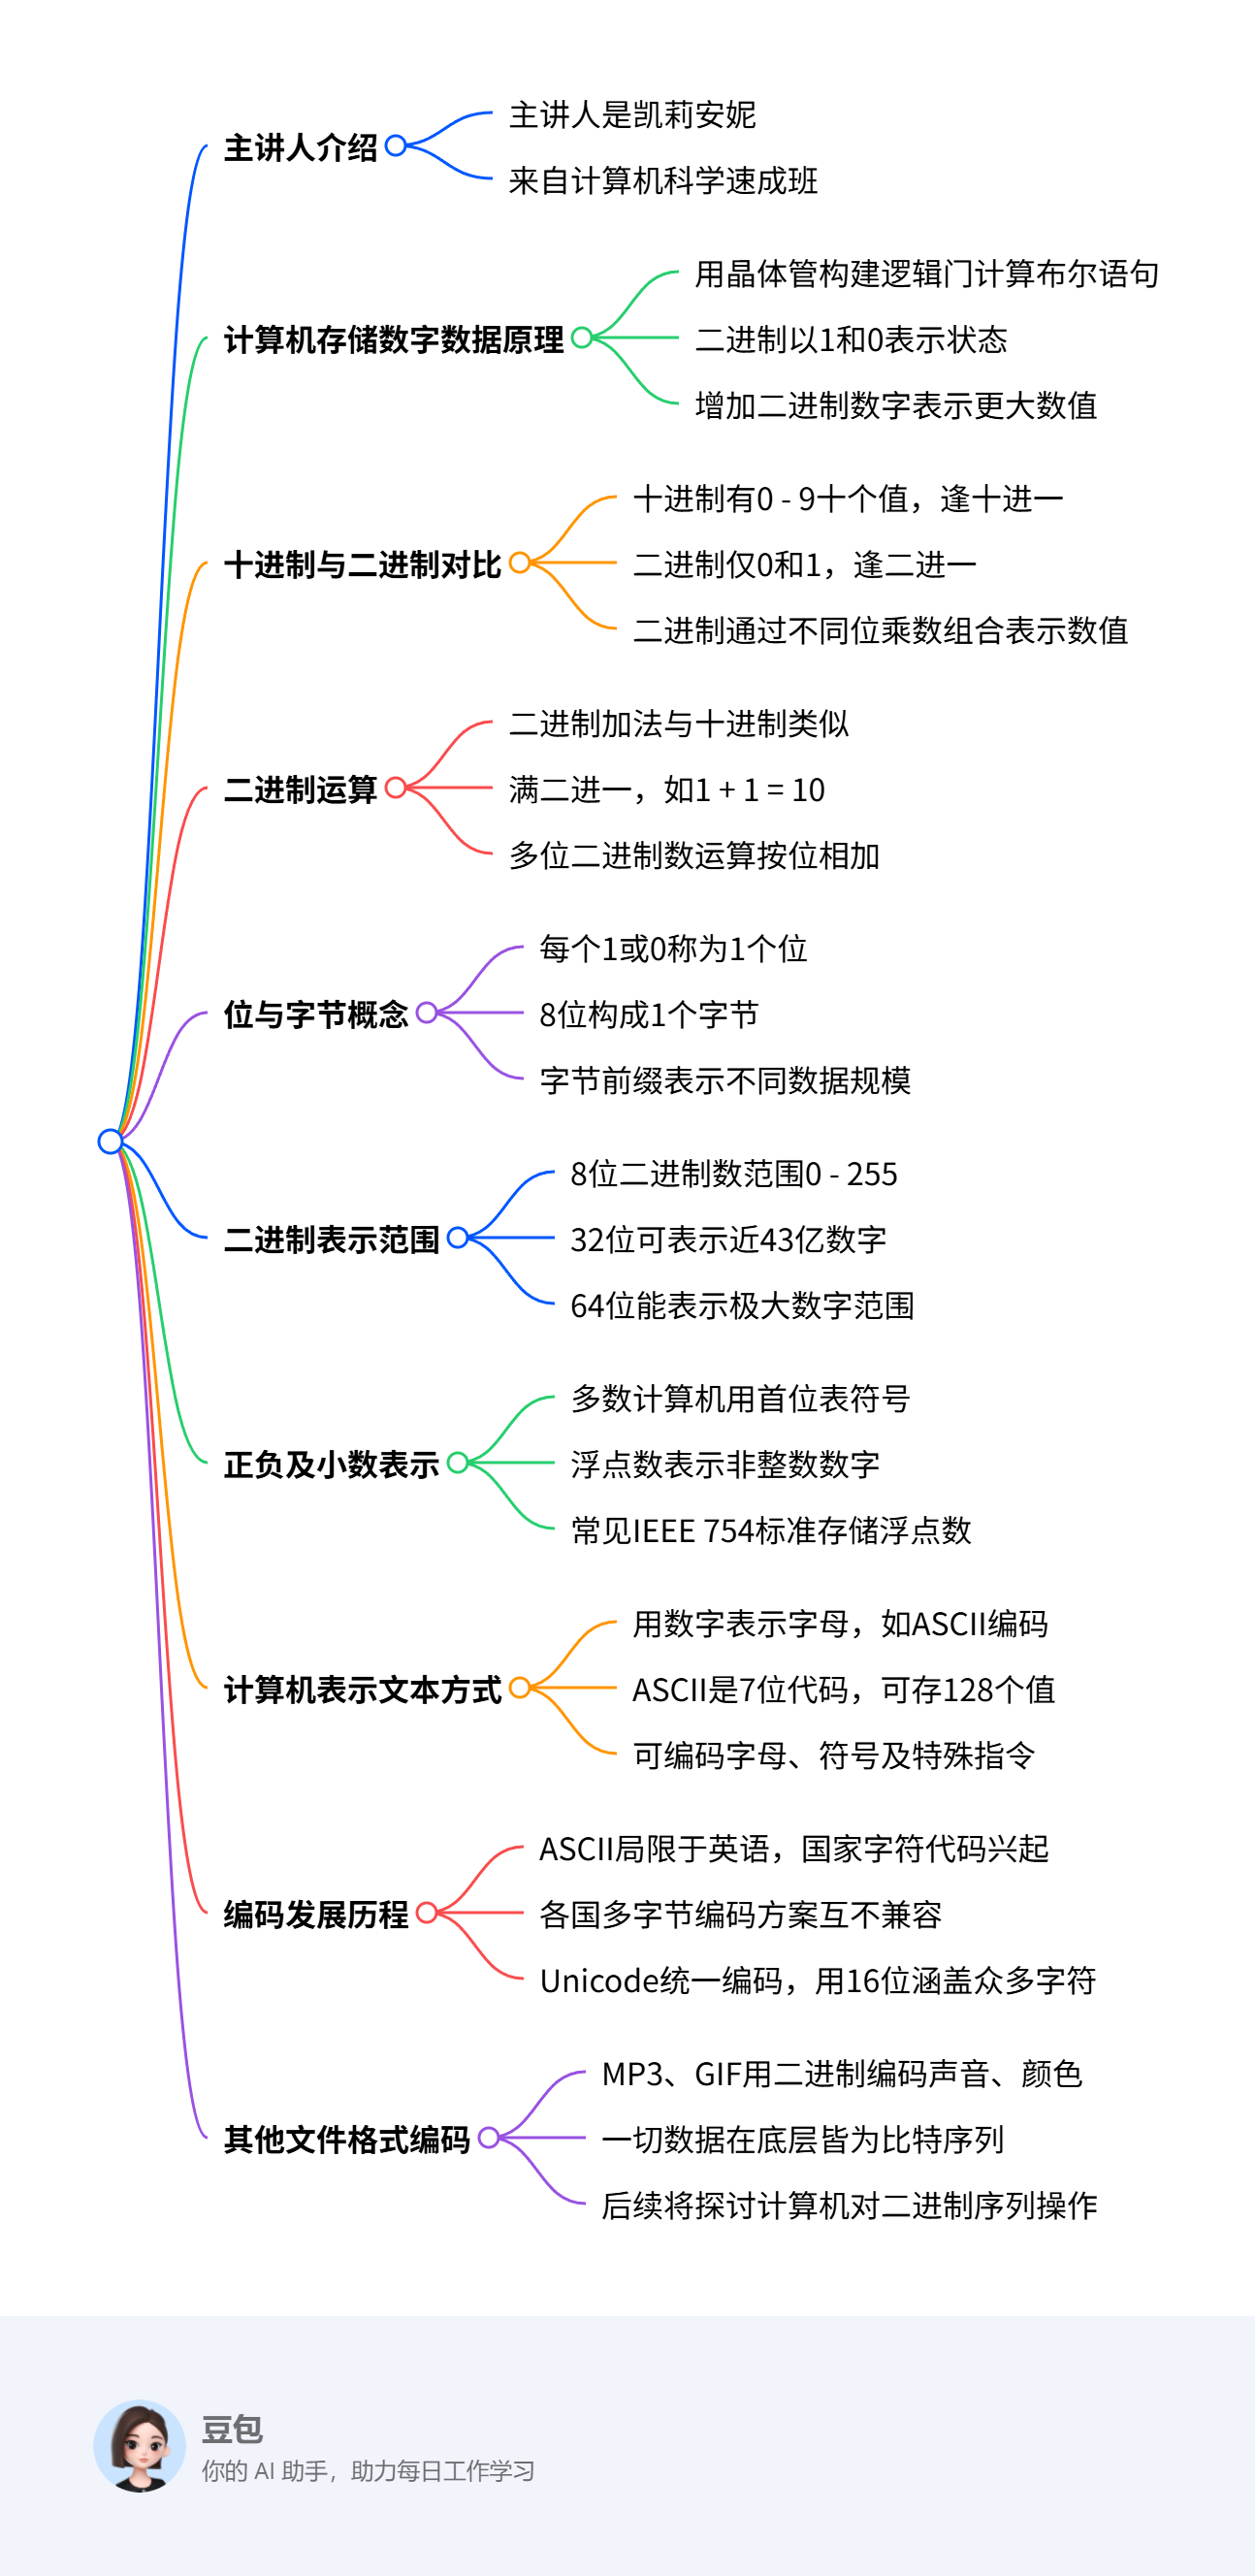 主讲人介绍
主讲人是凯莉安妮
来自计算机科学速成班
计算机存储数字数据原理
用晶体管构建逻辑门计算布尔语句
二进制以1和0表示状态
增加二进制数字表示更大数值
十进制与二进制对比
十进制有0 - 9十个值，逢十进一
二进制仅0和1，逢二进一
二进制通过不同位乘数组合表示数值
二进制运算
二进制加法与十进制类似
满二进一，如1 + 1 = 10
多位二进制数运算按位相加
位与字节概念
每个1或0称为1个位
8位构成1个字节
字节前缀表示不同数据规模
二进制表示范围
8位二进制数范围0 - 255
32位可表示近43亿数字
64位能表示极大数字范围
正负及小数表示
多数计算机用首位表符号
浮点数表示非整数数字
常见IEEE 754标准存储浮点数
计算机表示文本方式
用数字表示字母，如ASCII编码
ASCII是7位代码，可存128个值
可编码字母、符号及特殊指令
编码发展历程
ASCII局限于英语，国家字符代码兴起
各国多字节编码方案互不兼容
Unicode统一编码，用16位涵盖众多字符
其他文件格式编码
MP3、GIF用二进制编码声音、颜色
一切数据在底层皆为比特序列
后续将探讨计算机对二进制序列操作
豆包
你的 AI 助手，助力每日工作学习